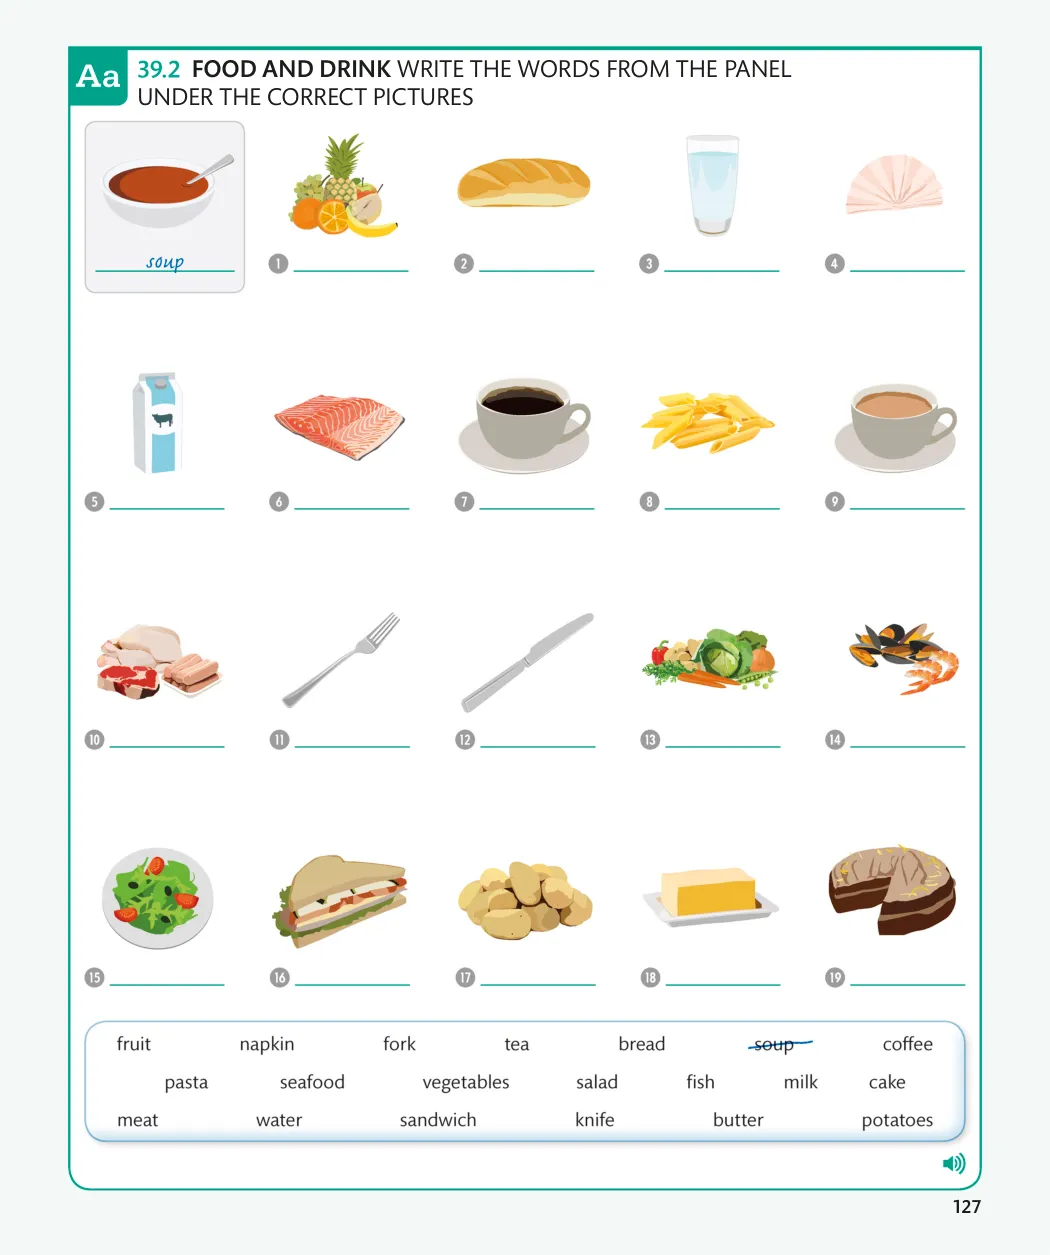 Aa
39.2 FOOD AND DRINK WRITE THE WORDS FROM THE PANEL
UNDER THE CORRECT PICTURES
soup
1
2
3
4
5
6
7
8
9
10
11
12
13
14
15
16
17
18
19
fruit napkin fork tea bread soup coffee
pasta seafood vegetables salad fish milk cake
meat water sandwich knife butter potatoes
127